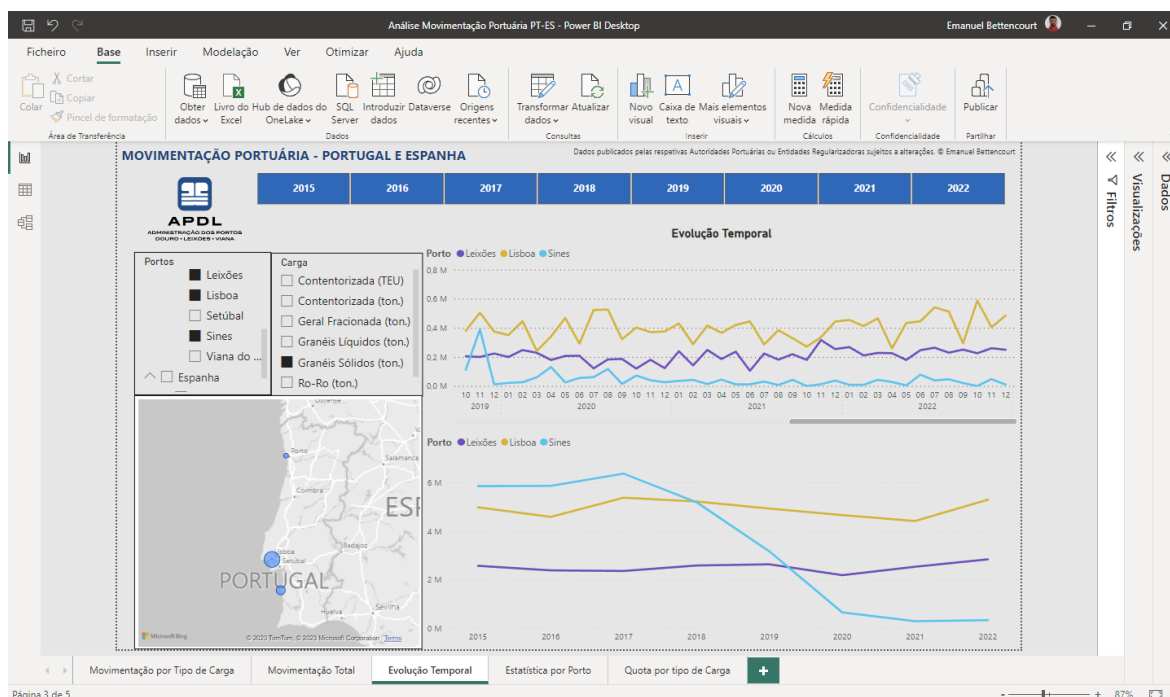 Análise Movimentação Portuária PT-ES - Power BI Desktop
Emanuel Bettencourt
Ficheiro Base Inserir Modelação Ver Otimizar Ajuda
Colar
Cortar
Copiar
Pincel de formatação
Área de Transferência
Obter dados
Livro do Excel
Hub de dados do OneLake
SQL Server
Introduzir dados
Dataverse
Origens recentes
Dados
Transformar dados
Atualizar
Consultas
Novo visual
Caixa de texto
Mais elementos visuais
Inserir
Nova medida
Medida rápida
Cálculos
Confidencialidade
Confidencialidade
Publicar
Partilhar
MOVIMENTAÇÃO PORTUÁRIA - PORTUGAL E ESPANHA
Dados publicados pelas respetivas Autoridades Portuárias ou Entidades Regularizadoras sujeitos a alterações. © Emanuel Bettencourt
2015 2016 2017 2018 2019 2020 2021 2022
APDL
ADMINISTRAÇÃO DOS PORTOS
DOURO - LEIXÕES - VIANA
Portos
Leixões
Lisboa
Setúbal
Sines
Viana do ...
Espanha
Carga
Contentorizada (TEU)
Contentorizada (ton.)
Geral Fracionada (ton.)
Granéis Líquidos (ton.)
Granéis Sólidos (ton.)
Ro-Ro (ton.)
Evolução Temporal
Porto Leixões Lisboa Sines
0,8 M
0,6 M
0,4 M
0,2 M
0,0 M
10 11 12 01 02 03 04 05 06 07 08 09 10 11 12 01 02 03 04 05 06 07 08 09 10 11 12 01 02 03 04 05 06 07 08 09 10 11 12
2019 2020 2021 2022
Porto Leixões Lisboa Sines
6 M
4 M
2 M
0 M
2015 2016 2017 2018 2019 2020 2021 2022
Porto
Salamanca
Coimbra
ESP
Lisboa
Badajoz
Setúbal
PORTUGAL
Huelva
Sevilha
Microsoft Bing
© 2023 TomTom, © 2023 Microsoft Corporation Terms
Filtros
Visualizações
Dados
Movimentação por Tipo de Carga
Movimentação Total
Evolução Temporal
Estatística por Porto
Quota por tipo de Carga
Página 3 de 5
87%